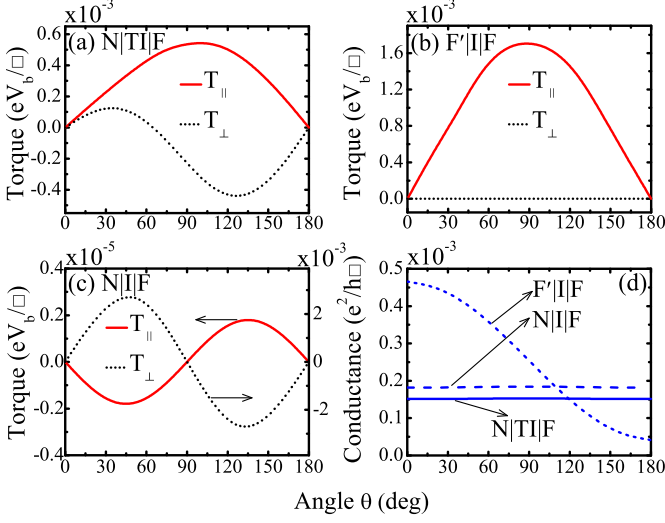 x10⁻³
(a) N|TI|F
T||
T⊥
Torque (eV_b/□)
0.6
0.4
0.2
0.0
-0.2
-0.4
0 30 60 90 120 150 180
x10⁻³
(b) F′|I|F
T||
T⊥
Torque (eV_b/□)
1.6
1.2
0.8
0.4
0.0
0 30 60 90 120 150 180
x10⁻⁵
x10⁻³
(c) N|I|F
T||
T⊥
Torque (eV_b/□)
0.4
0.2
0.0
-0.2
-0.4
2
0
-2
0 30 60 90 120 150 180
x10⁻³
(d)
F′|I|F
N|I|F
N|TI|F
Conductance (e²/h□)
0.5
0.4
0.3
0.2
0.1
0.0
0 30 60 90 120 150 180
Angle θ (deg)